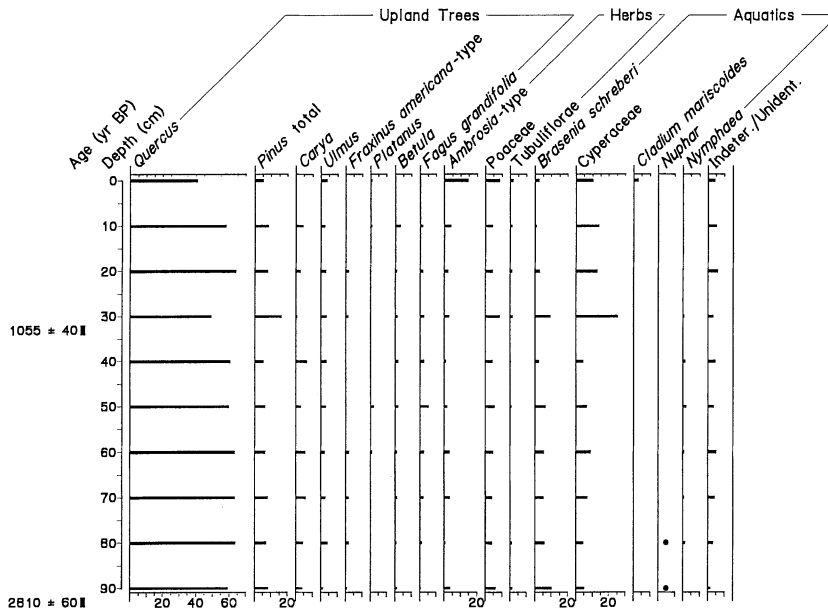 Upland Trees
Herbs
Aquatics
Age (yr BP)
Depth (cm)
Quercus
Pinus total
Carya
Ulmus
Fraxinus americana-type
Platanus
Betula
Fagus grandifolia
Ambrosia-type
Poaceae
Tubuliflorae
Brasenia schreberi
Cyperaceae
Cladium mariscoides
Nuphar
Nymphaea
Indeter./Unident.
0
10
20
30
1055 ± 40
40
50
60
70
80
90
2810 ± 60
20 40 60 20 20 20 20